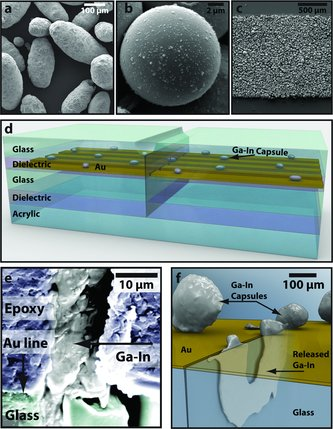 a
100 µm
b
2 µm
c
500 µm
d
Glass
Dielectric
Glass
Dielectric
Acrylic
Au
Ga-In Capsule
e
10 µm
Epoxy
Au line
Ga-In
Glass
f
100 µm
Ga-In
Capsules
Au
Released
Ga-In
Glass